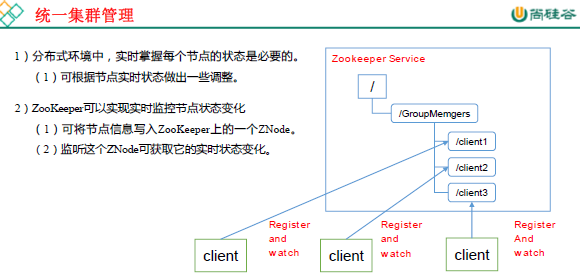 统一集群管理
尚硅谷
1）分布式环境中，实时掌握每个节点的状态是必要的。
（1）可根据节点实时状态做出一些调整。
2）ZooKeeper可以实现实时监控节点状态变化
（1）可将节点信息写入ZooKeeper上的一个ZNode。
（2）监听这个ZNode可获取它的实时状态变化。
Zookeeper Service
/
/GroupMemgers
/client1
/client2
/client3
Register
and
watch
Register
and
watch
Register
And
watch
client
client
client